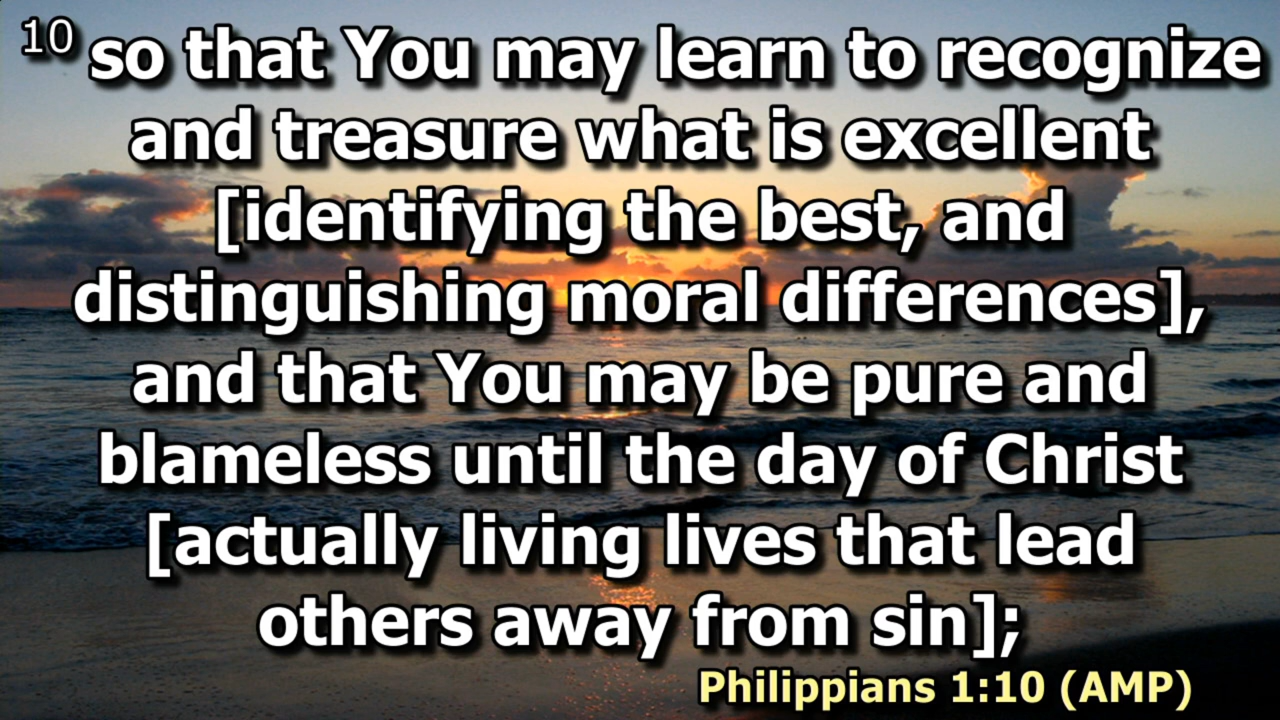 10 so that You may learn to recognize
and treasure what is excellent
[identifying the best, and
distinguishing moral differences],
and that You may be pure and
blameless until the day of Christ
[actually living lives that lead
others away from sin];
Philippians 1:10 (AMP)